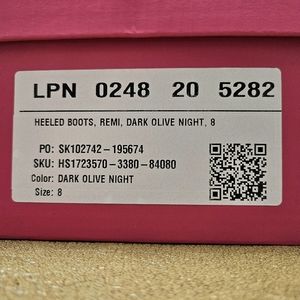 LPN 0248 20 5282
HEELED BOOTS, REMI, DARK OLIVE NIGHT, 8
PO: SK102742-195674
SKU: HS1723570-3380-84080
Color: DARK OLIVE NIGHT
Size: 8